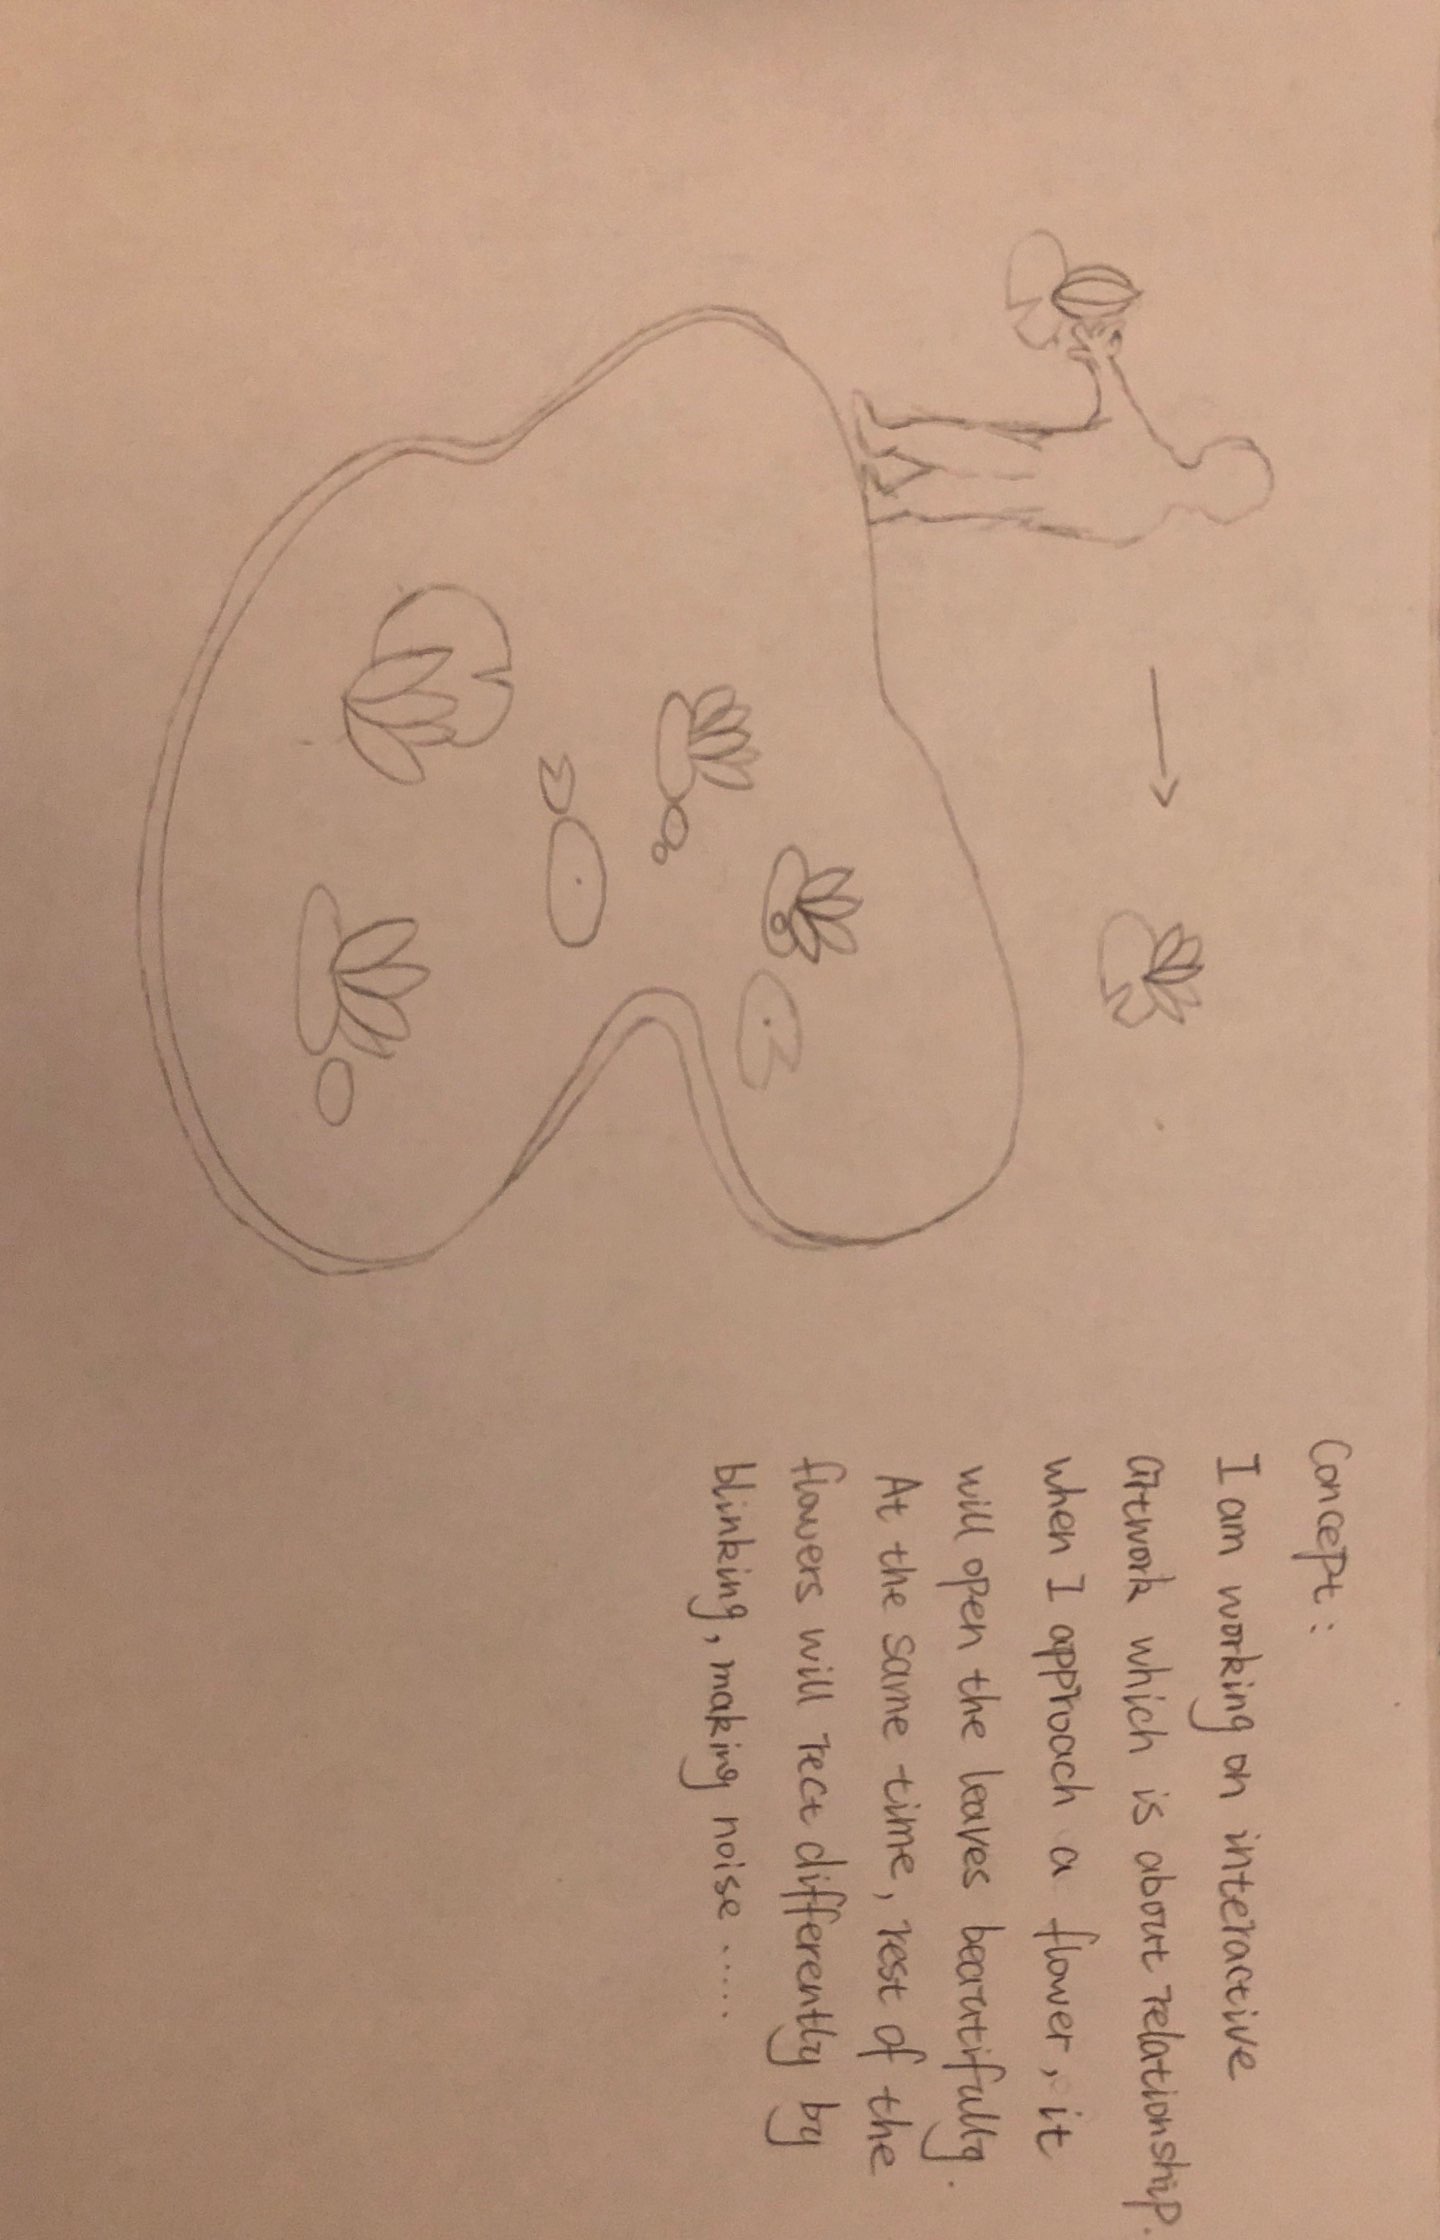 Concept:
I am working on interactive
artwork which is about relationship.
when I approach a flower, it
will open the leaves beautifully.
At the same time, rest of the
flowers will rect differently by
blinking, making noise .....